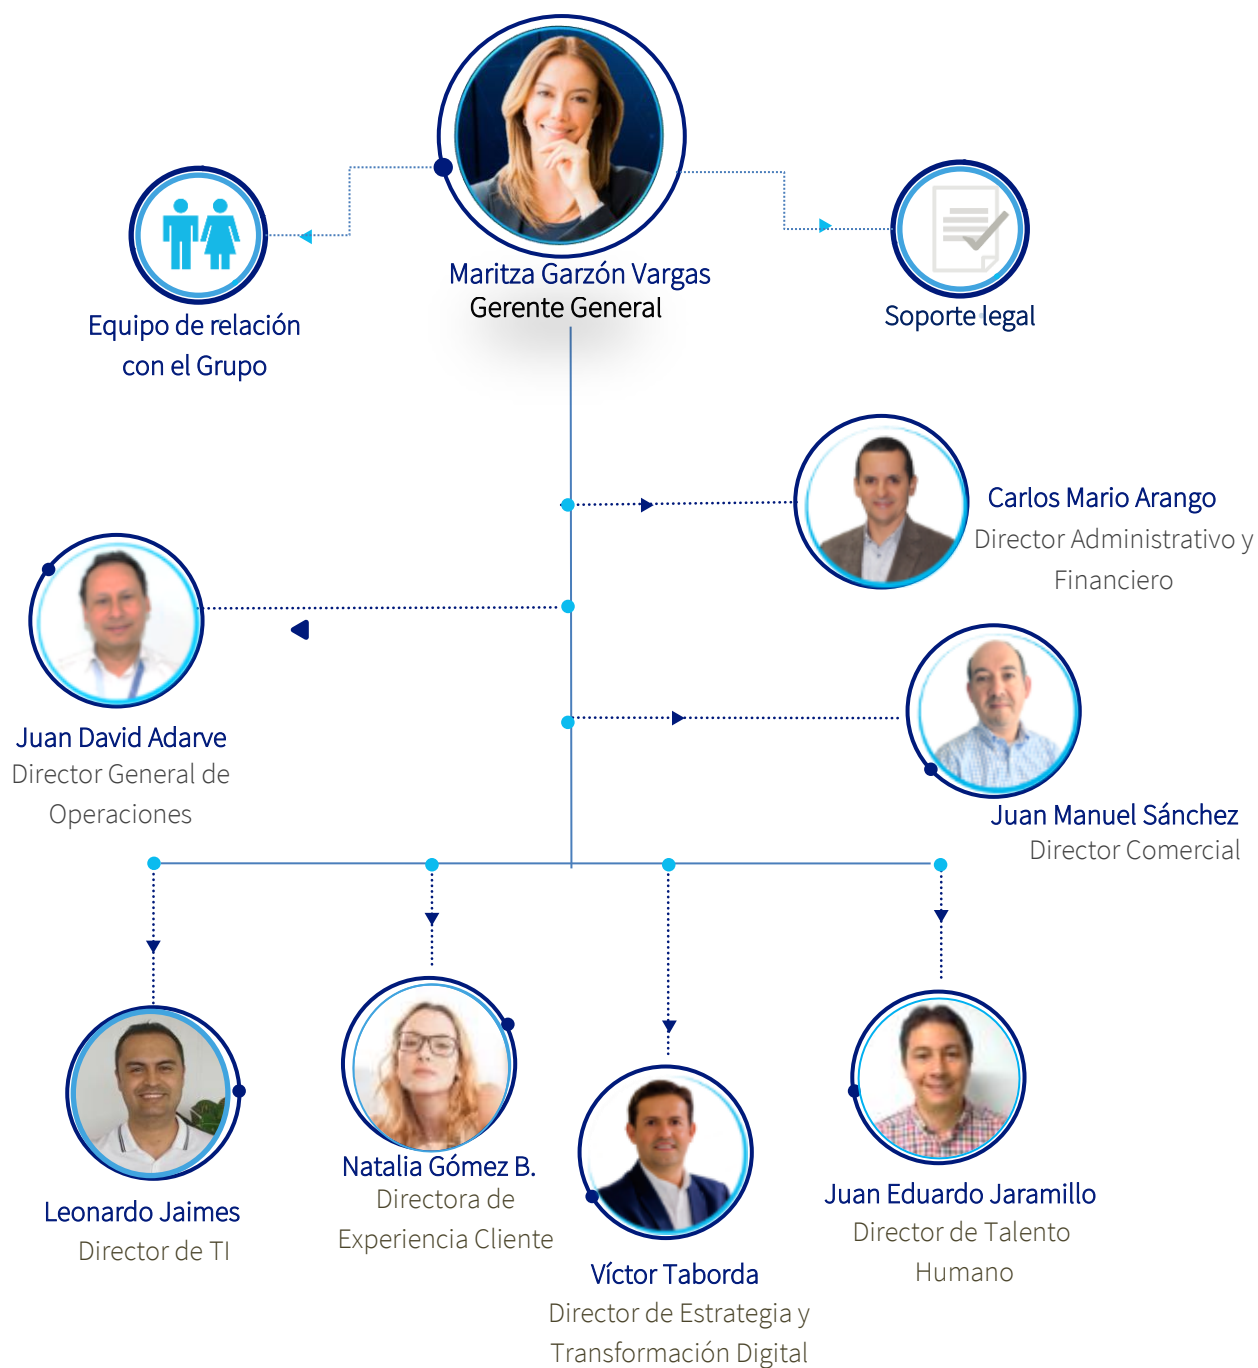 Maritza Garzón Vargas
Gerente General
Equipo de relación
con el Grupo
Soporte legal
Carlos Mario Arango
Director Administrativo y
Financiero
Juan David Adarve
Director General de
Operaciones
Juan Manuel Sánchez
Director Comercial
Leonardo Jaimes
Director de TI
Natalia Gómez B.
Directora de
Experiencia Cliente
Víctor Taborda
Director de Estrategia y
Transformación Digital
Juan Eduardo Jaramillo
Director de Talento
Humano